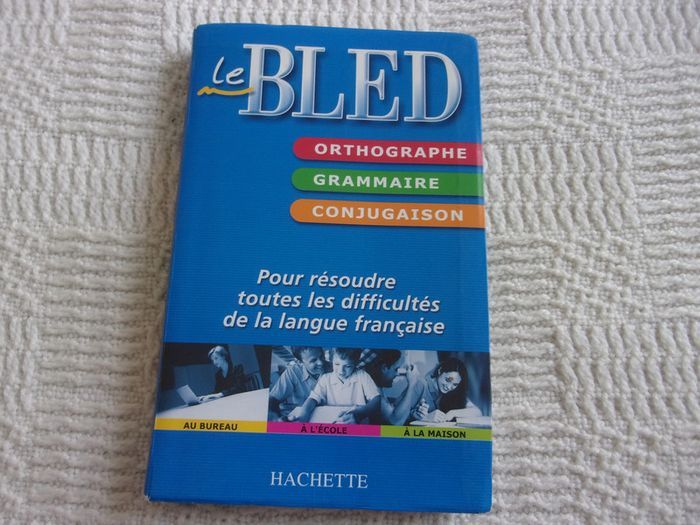 le BLED
ORTHOGRAPHE
GRAMMAIRE
CONJUGAISON
Pour résoudre
toutes les difficultés
de la langue française
AU BUREAU
À L'ÉCOLE
À LA MAISON
HACHETTE